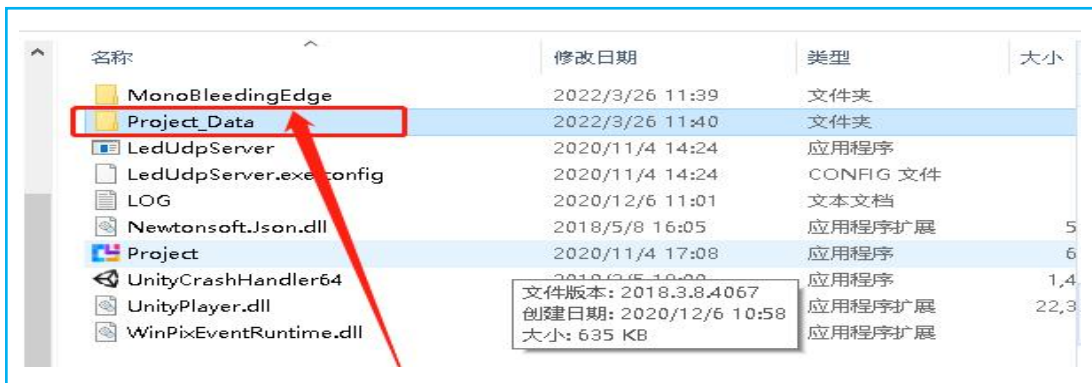 名称 修改日期 类型 大小
MonoBleedingEdge 2022/3/26 11:39 文件夹
Project_Data 2022/3/26 11:40 文件夹
LedUdpServer 2020/11/4 14:24 应用程序
LedUdpServer.exe.config 2020/11/4 14:24 CONFIG 文件
LOG 2020/12/6 11:01 文本文档
Newtonsoft.Json.dll 2018/5/8 16:05 应用程序扩展 5
Project 2020/11/4 17:08 应用程序 6
UnityCrashHandler64 应用程序 1,4
UnityPlayer.dll 应用程序扩展 22,3
WinPixEventRuntime.dll 应用程序扩展
文件版本: 2018.3.8.4067
创建日期: 2020/12/6 10:58
大小: 635 KB